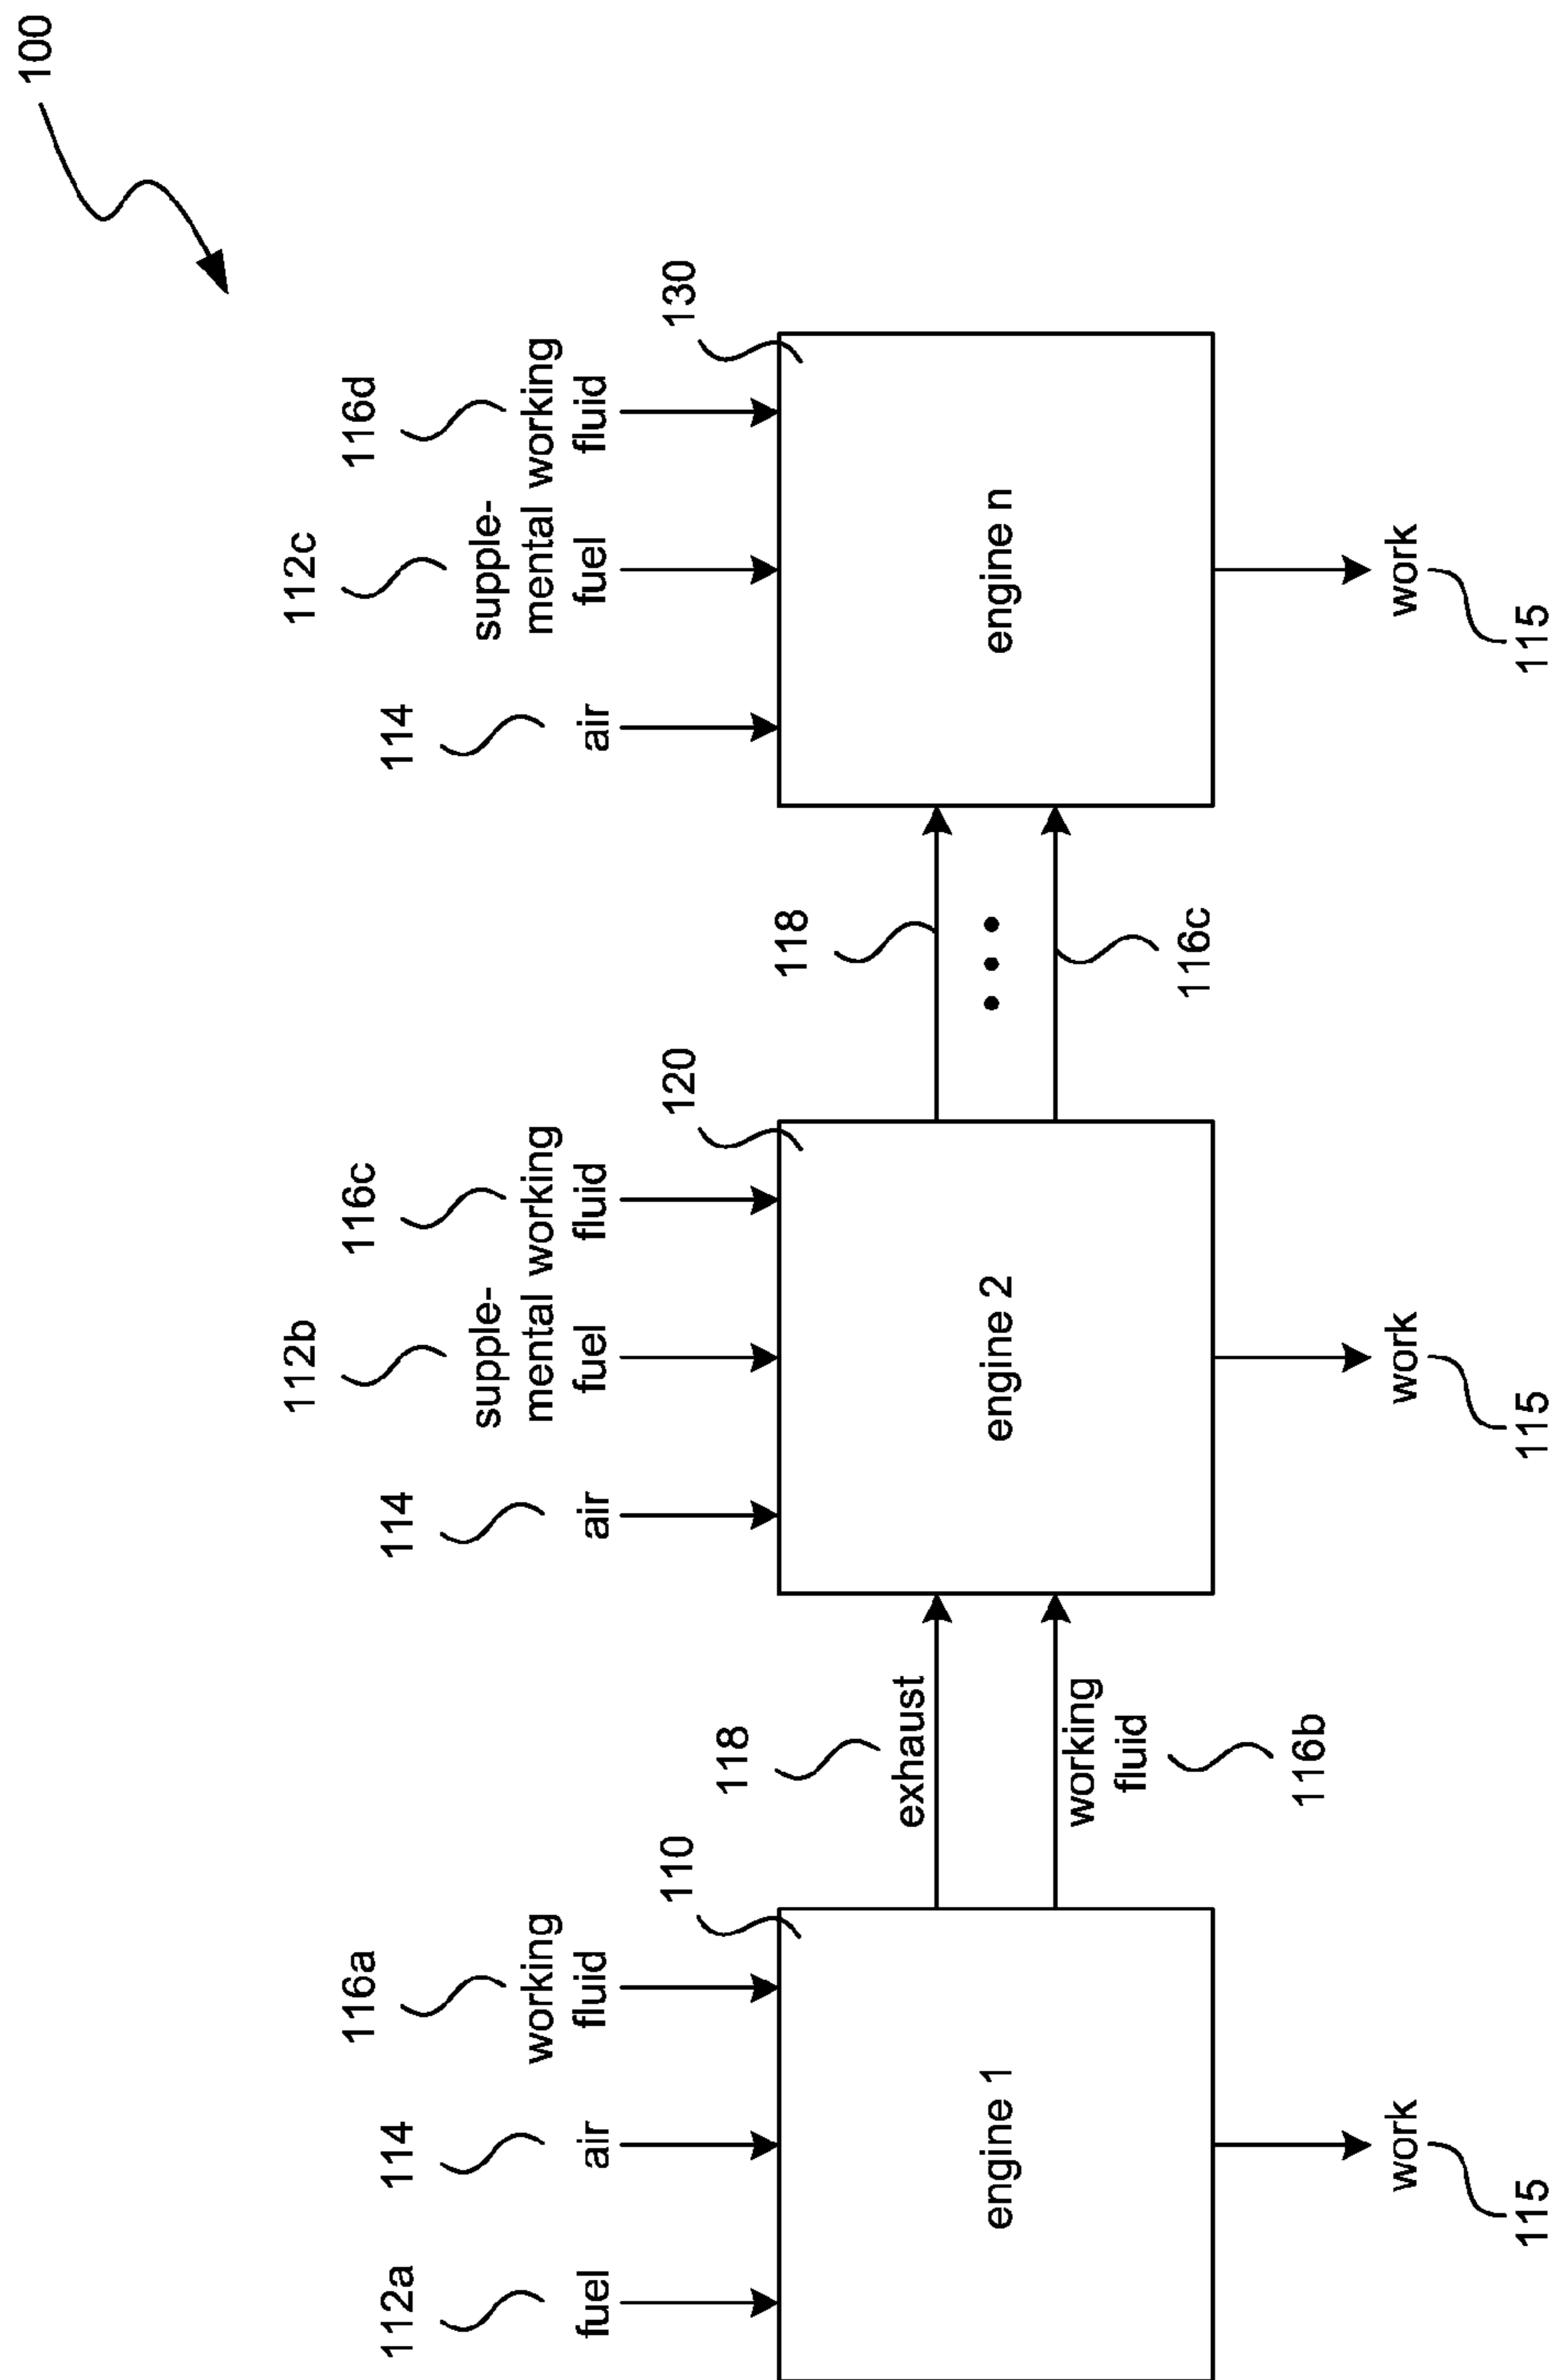 100
112a
fuel
114
air
116a
working
fluid
110
engine 1
work
115
118
exhaust
working
fluid
116b
114
air
112b
supple-
mental
fuel
116c
working
fluid
120
engine 2
work
115
118
• • •
116c
114
air
112c
supple-
mental
fuel
116d
working
fluid
130
engine n
work
115